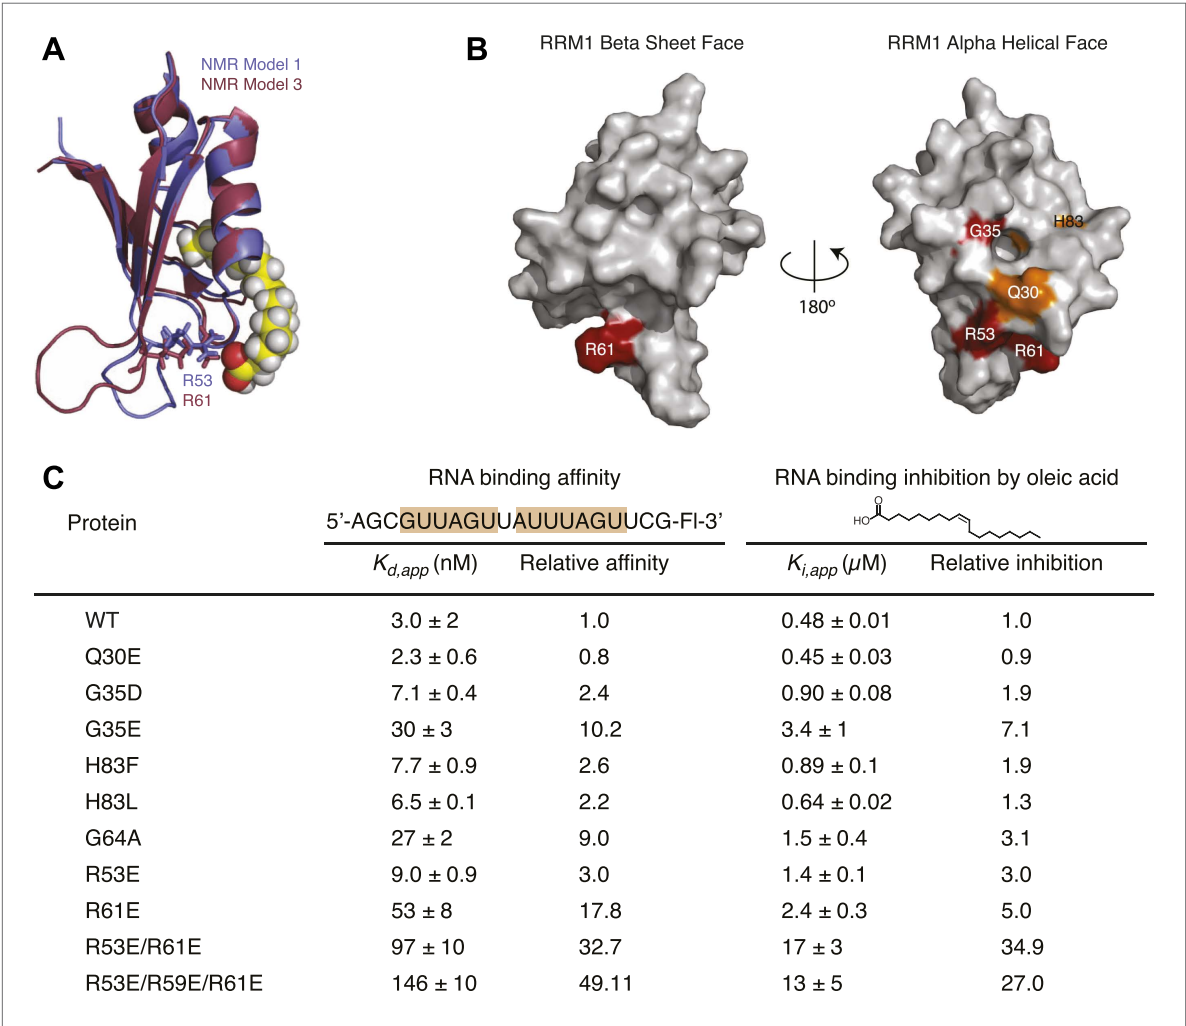 A
NMR Model 1
NMR Model 3
R53
R61
B
RRM1 Beta Sheet Face
RRM1 Alpha Helical Face
R61
180º
G35
H83
Q30
R53
R61
C
RNA binding affinity
RNA binding inhibition by oleic acid
Protein
5’-AGCGUUAGUUAUUUAGUUCG-Fl-3’
O
HO
Kd,app (nM)
Relative affinity
Ki,app (µM)
Relative inhibition
WT 3.0 ± 2 1.0 0.48 ± 0.01 1.0
Q30E 2.3 ± 0.6 0.8 0.45 ± 0.03 0.9
G35D 7.1 ± 0.4 2.4 0.90 ± 0.08 1.9
G35E 30 ± 3 10.2 3.4 ± 1 7.1
H83F 7.7 ± 0.9 2.6 0.89 ± 0.1 1.9
H83L 6.5 ± 0.1 2.2 0.64 ± 0.02 1.3
G64A 27 ± 2 9.0 1.5 ± 0.4 3.1
R53E 9.0 ± 0.9 3.0 1.4 ± 0.1 3.0
R61E 53 ± 8 17.8 2.4 ± 0.3 5.0
R53E/R61E 97 ± 10 32.7 17 ± 3 34.9
R53E/R59E/R61E 146 ± 10 49.11 13 ± 5 27.0